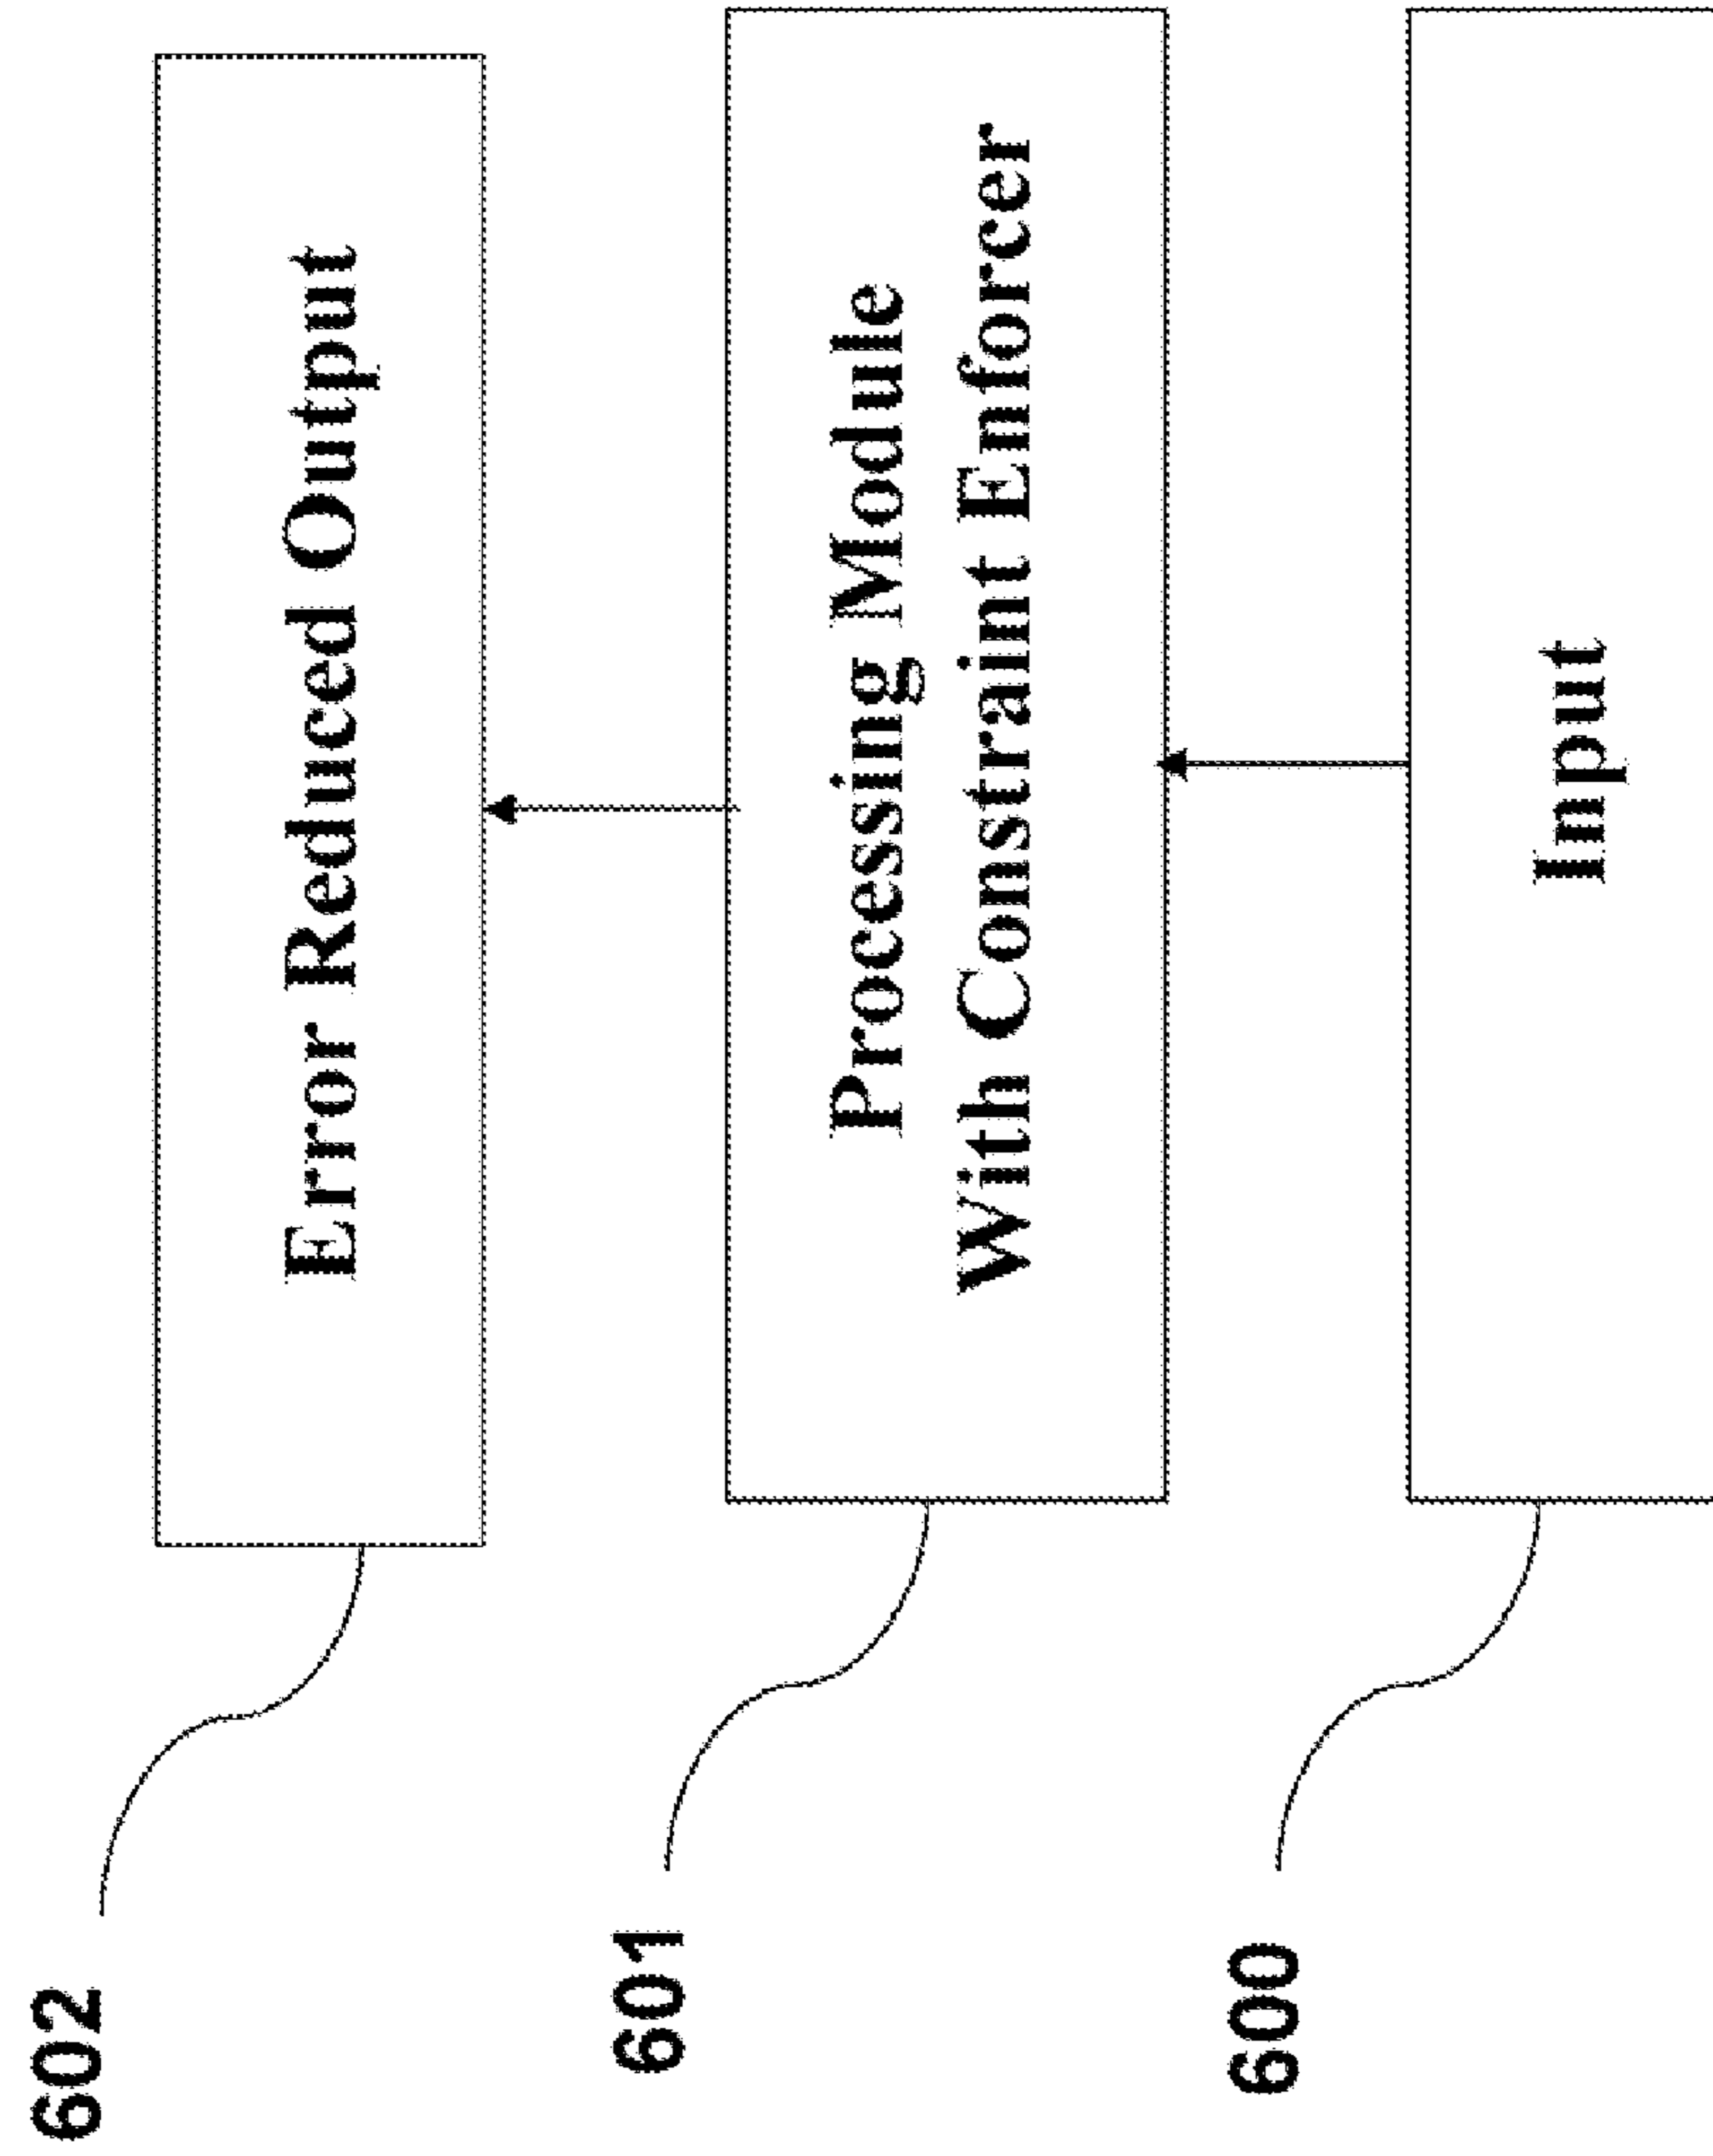 602
Error Reduced Output
601
Processing Module
With Constraint Enforcer
600
Input